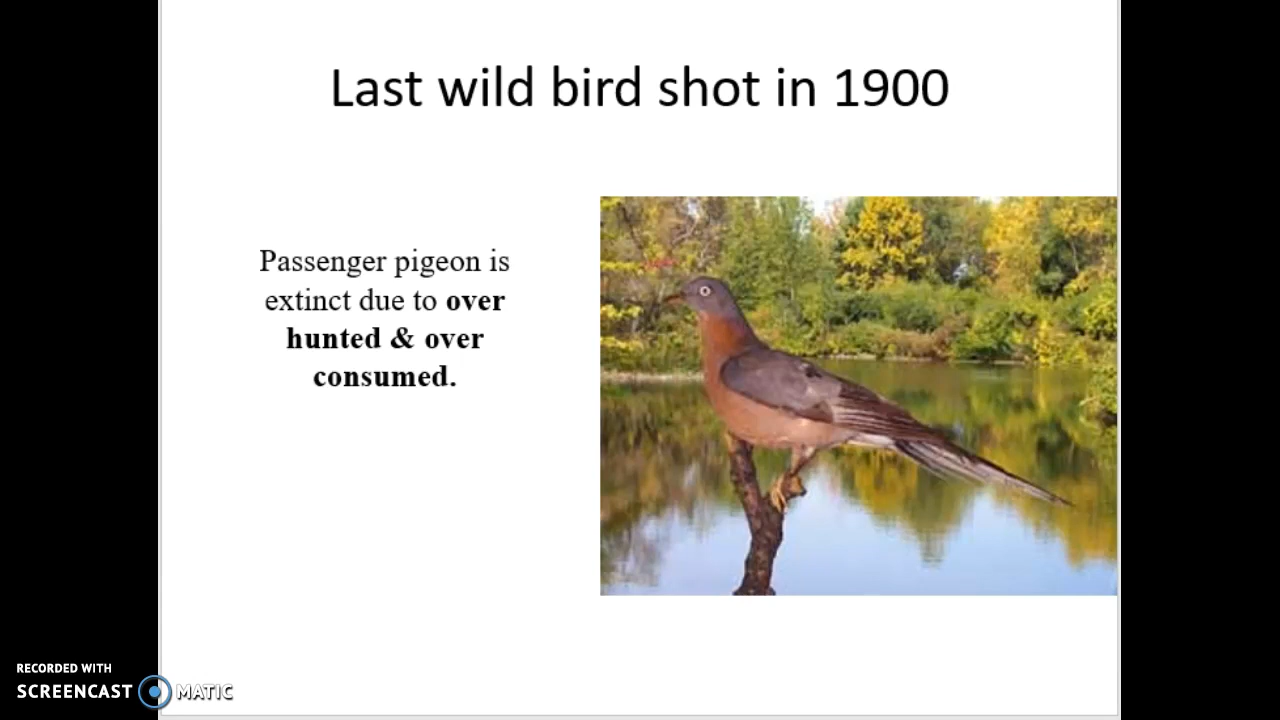 Last wild bird shot in 1900
Passenger pigeon is
extinct due to over
hunted & over
consumed.
RECORDED WITH
SCREENCAST MATIC